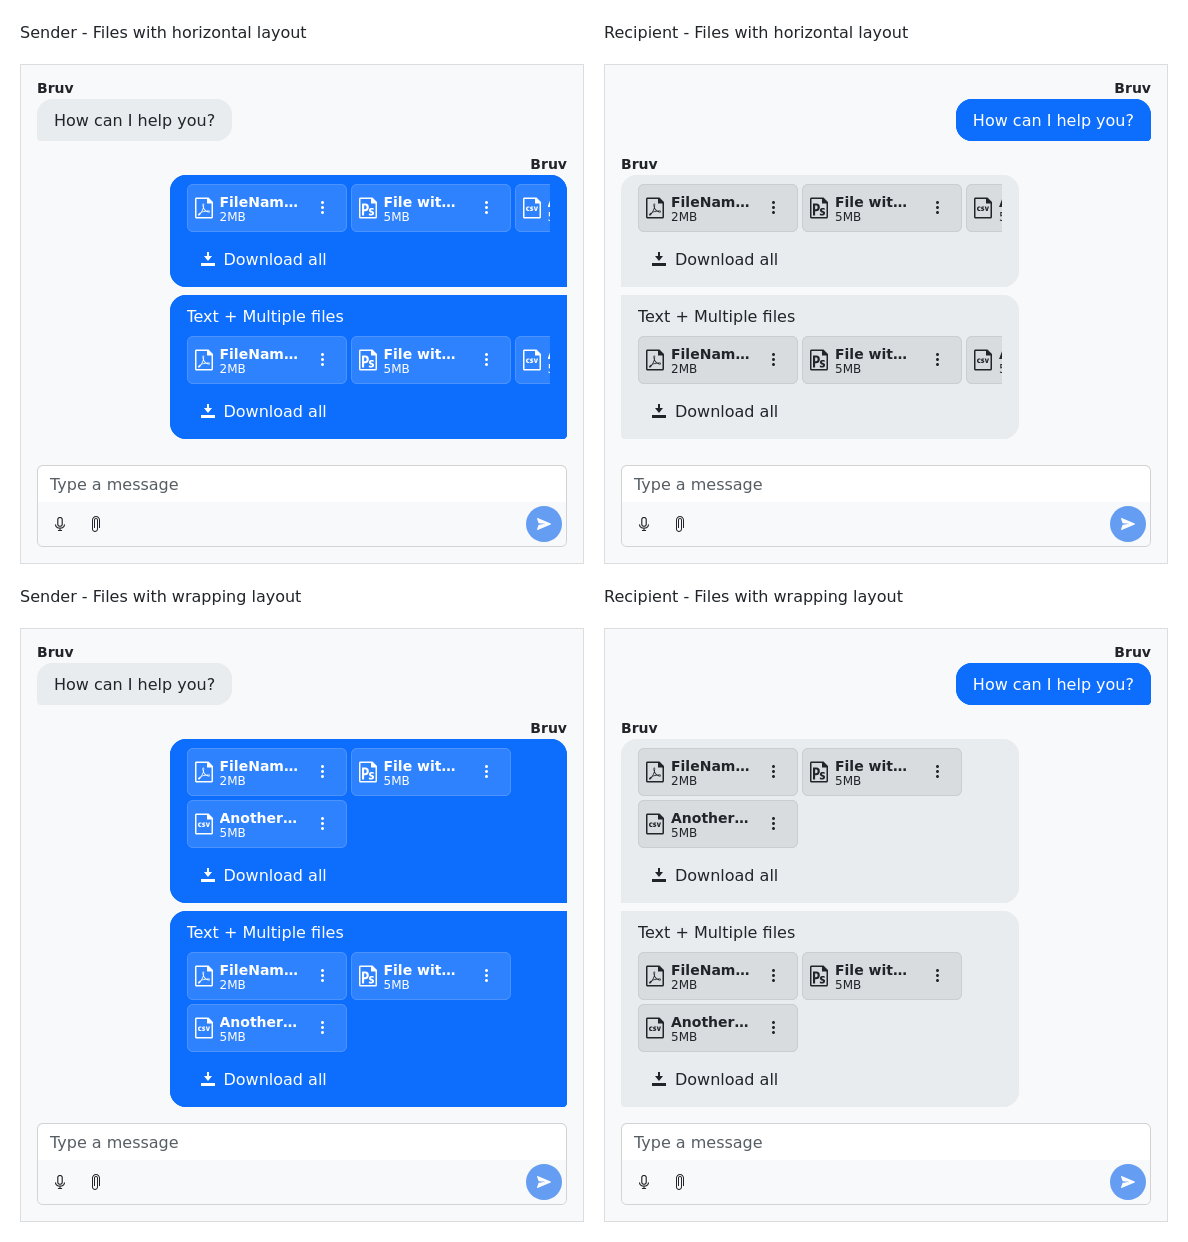 Sender - Files with horizontal layout
Bruv
How can I help you?
Bruv
FileNam... File wit...
2MB 5MB
Download all
Text + Multiple files
FileNam... File wit...
2MB 5MB
Download all
Type a message
Recipient - Files with horizontal layout
Bruv
How can I help you?
Bruv
FileNam... File wit...
2MB 5MB
Download all
Text + Multiple files
FileNam... File wit...
2MB 5MB
Download all
Type a message
Sender - Files with wrapping layout
Bruv
How can I help you?
Bruv
FileNam... File wit...
2MB 5MB
Another...
5MB
Download all
Text + Multiple files
FileNam... File wit...
2MB 5MB
Another...
5MB
Download all
Type a message
Recipient - Files with wrapping layout
Bruv
How can I help you?
Bruv
FileNam... File wit...
2MB 5MB
Another...
5MB
Download all
Text + Multiple files
FileNam... File wit...
2MB 5MB
Another...
5MB
Download all
Type a message